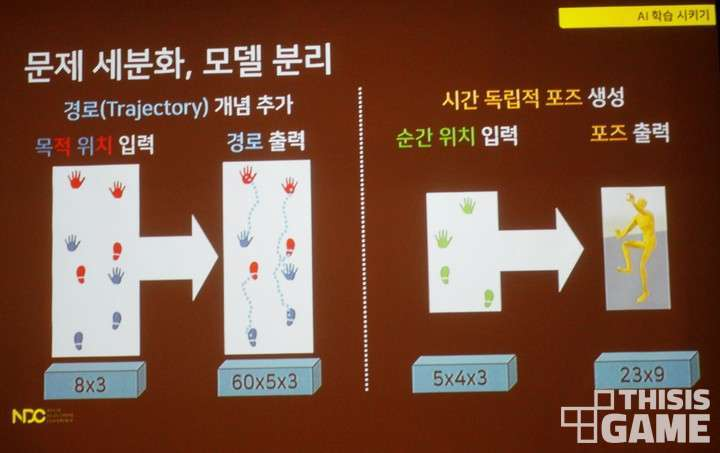 AI 학습 시키기
문제 세분화, 모델 분리
경로(Trajectory) 개념 추가
목적 위치 입력
경로 출력
8x3
60x5x3
시간 독립적 포즈 생성
순간 위치 입력
포즈 출력
5x4x3
23x9
NDC
THISIS
GAME